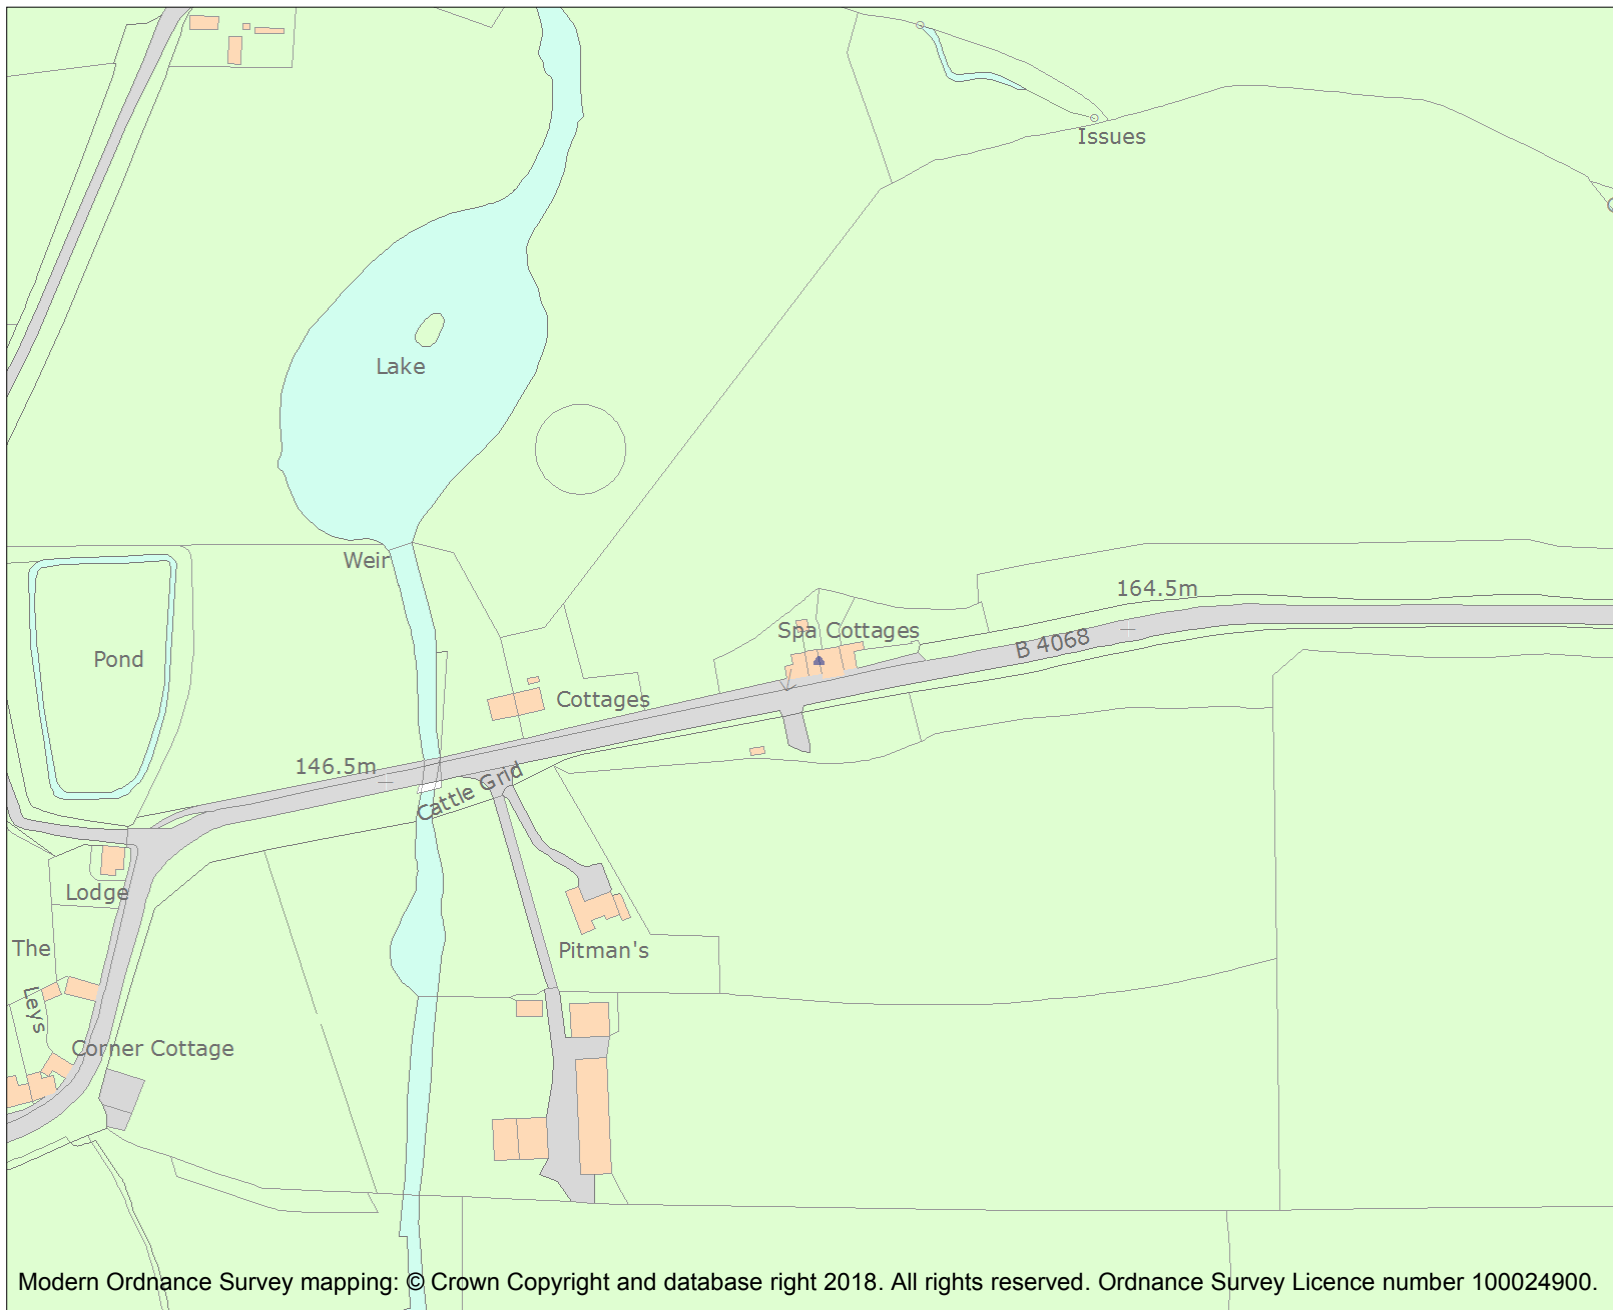 Issues
Lake
Weir
164.5m
Spa Cottages
B 4068
Pond
Cottages
146.5m
Cattle Grid
Lodge
The
Leys
Pitman's
Corner Cottage
Modern Ordnance Survey mapping: © Crown Copyright and database right 2018. All rights reserved. Ordnance Survey Licence number 100024900.